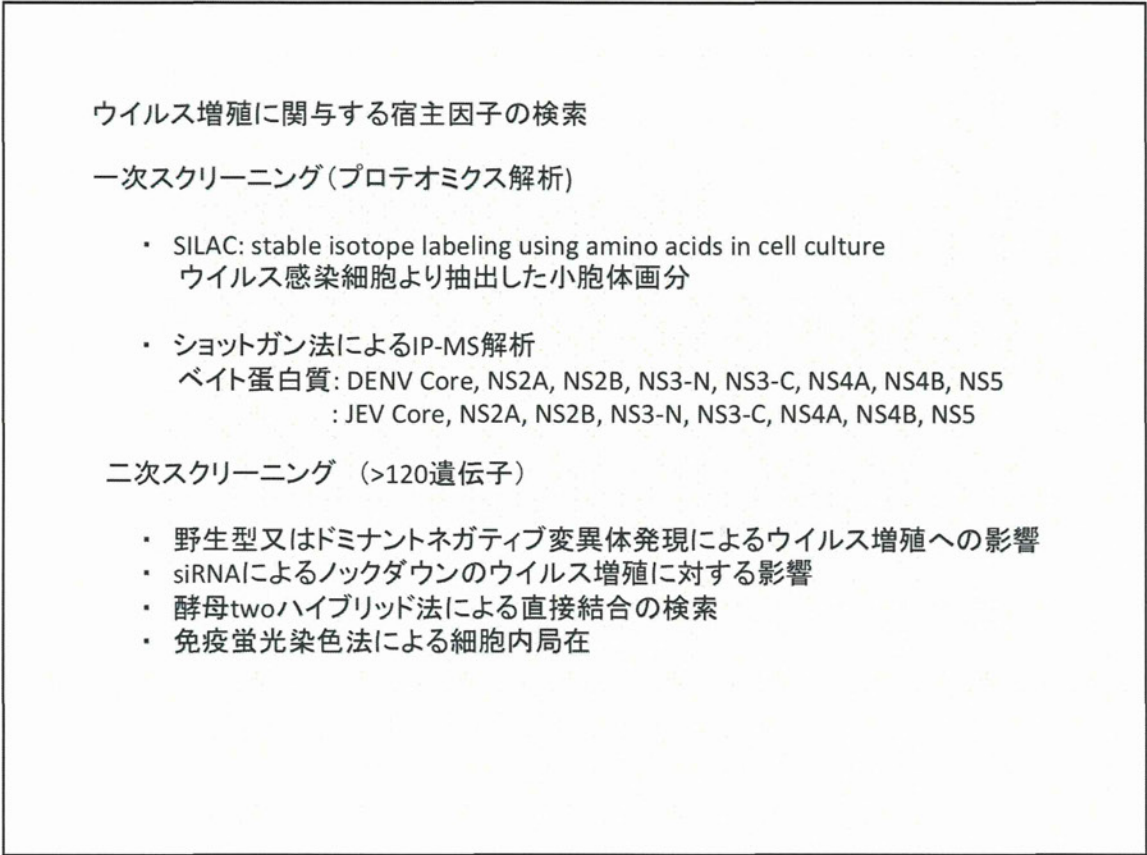 ウイルス増殖に関与する宿主因子の検索
一次スクリーニング(プロテオミクス解析)
・ SILAC: stable isotope labeling using amino acids in cell culture
ウイルス感染細胞より抽出した小胞体画分
・ ショットガン法によるIP-MS解析
ベイト蛋白質: DENV Core, NS2A, NS2B, NS3-N, NS3-C, NS4A, NS4B, NS5
: JEV Core, NS2A, NS2B, NS3-N, NS3-C, NS4A, NS4B, NS5
二次スクリーニング (>120遺伝子)
・ 野生型又はドミナントネガティブ変異体発現によるウイルス増殖への影響
・ siRNAによるノックダウンのウイルス増殖に対する影響
・ 酵母twoハイブリッド法による直接結合の検索
・ 免疫蛍光染色法による細胞内局在